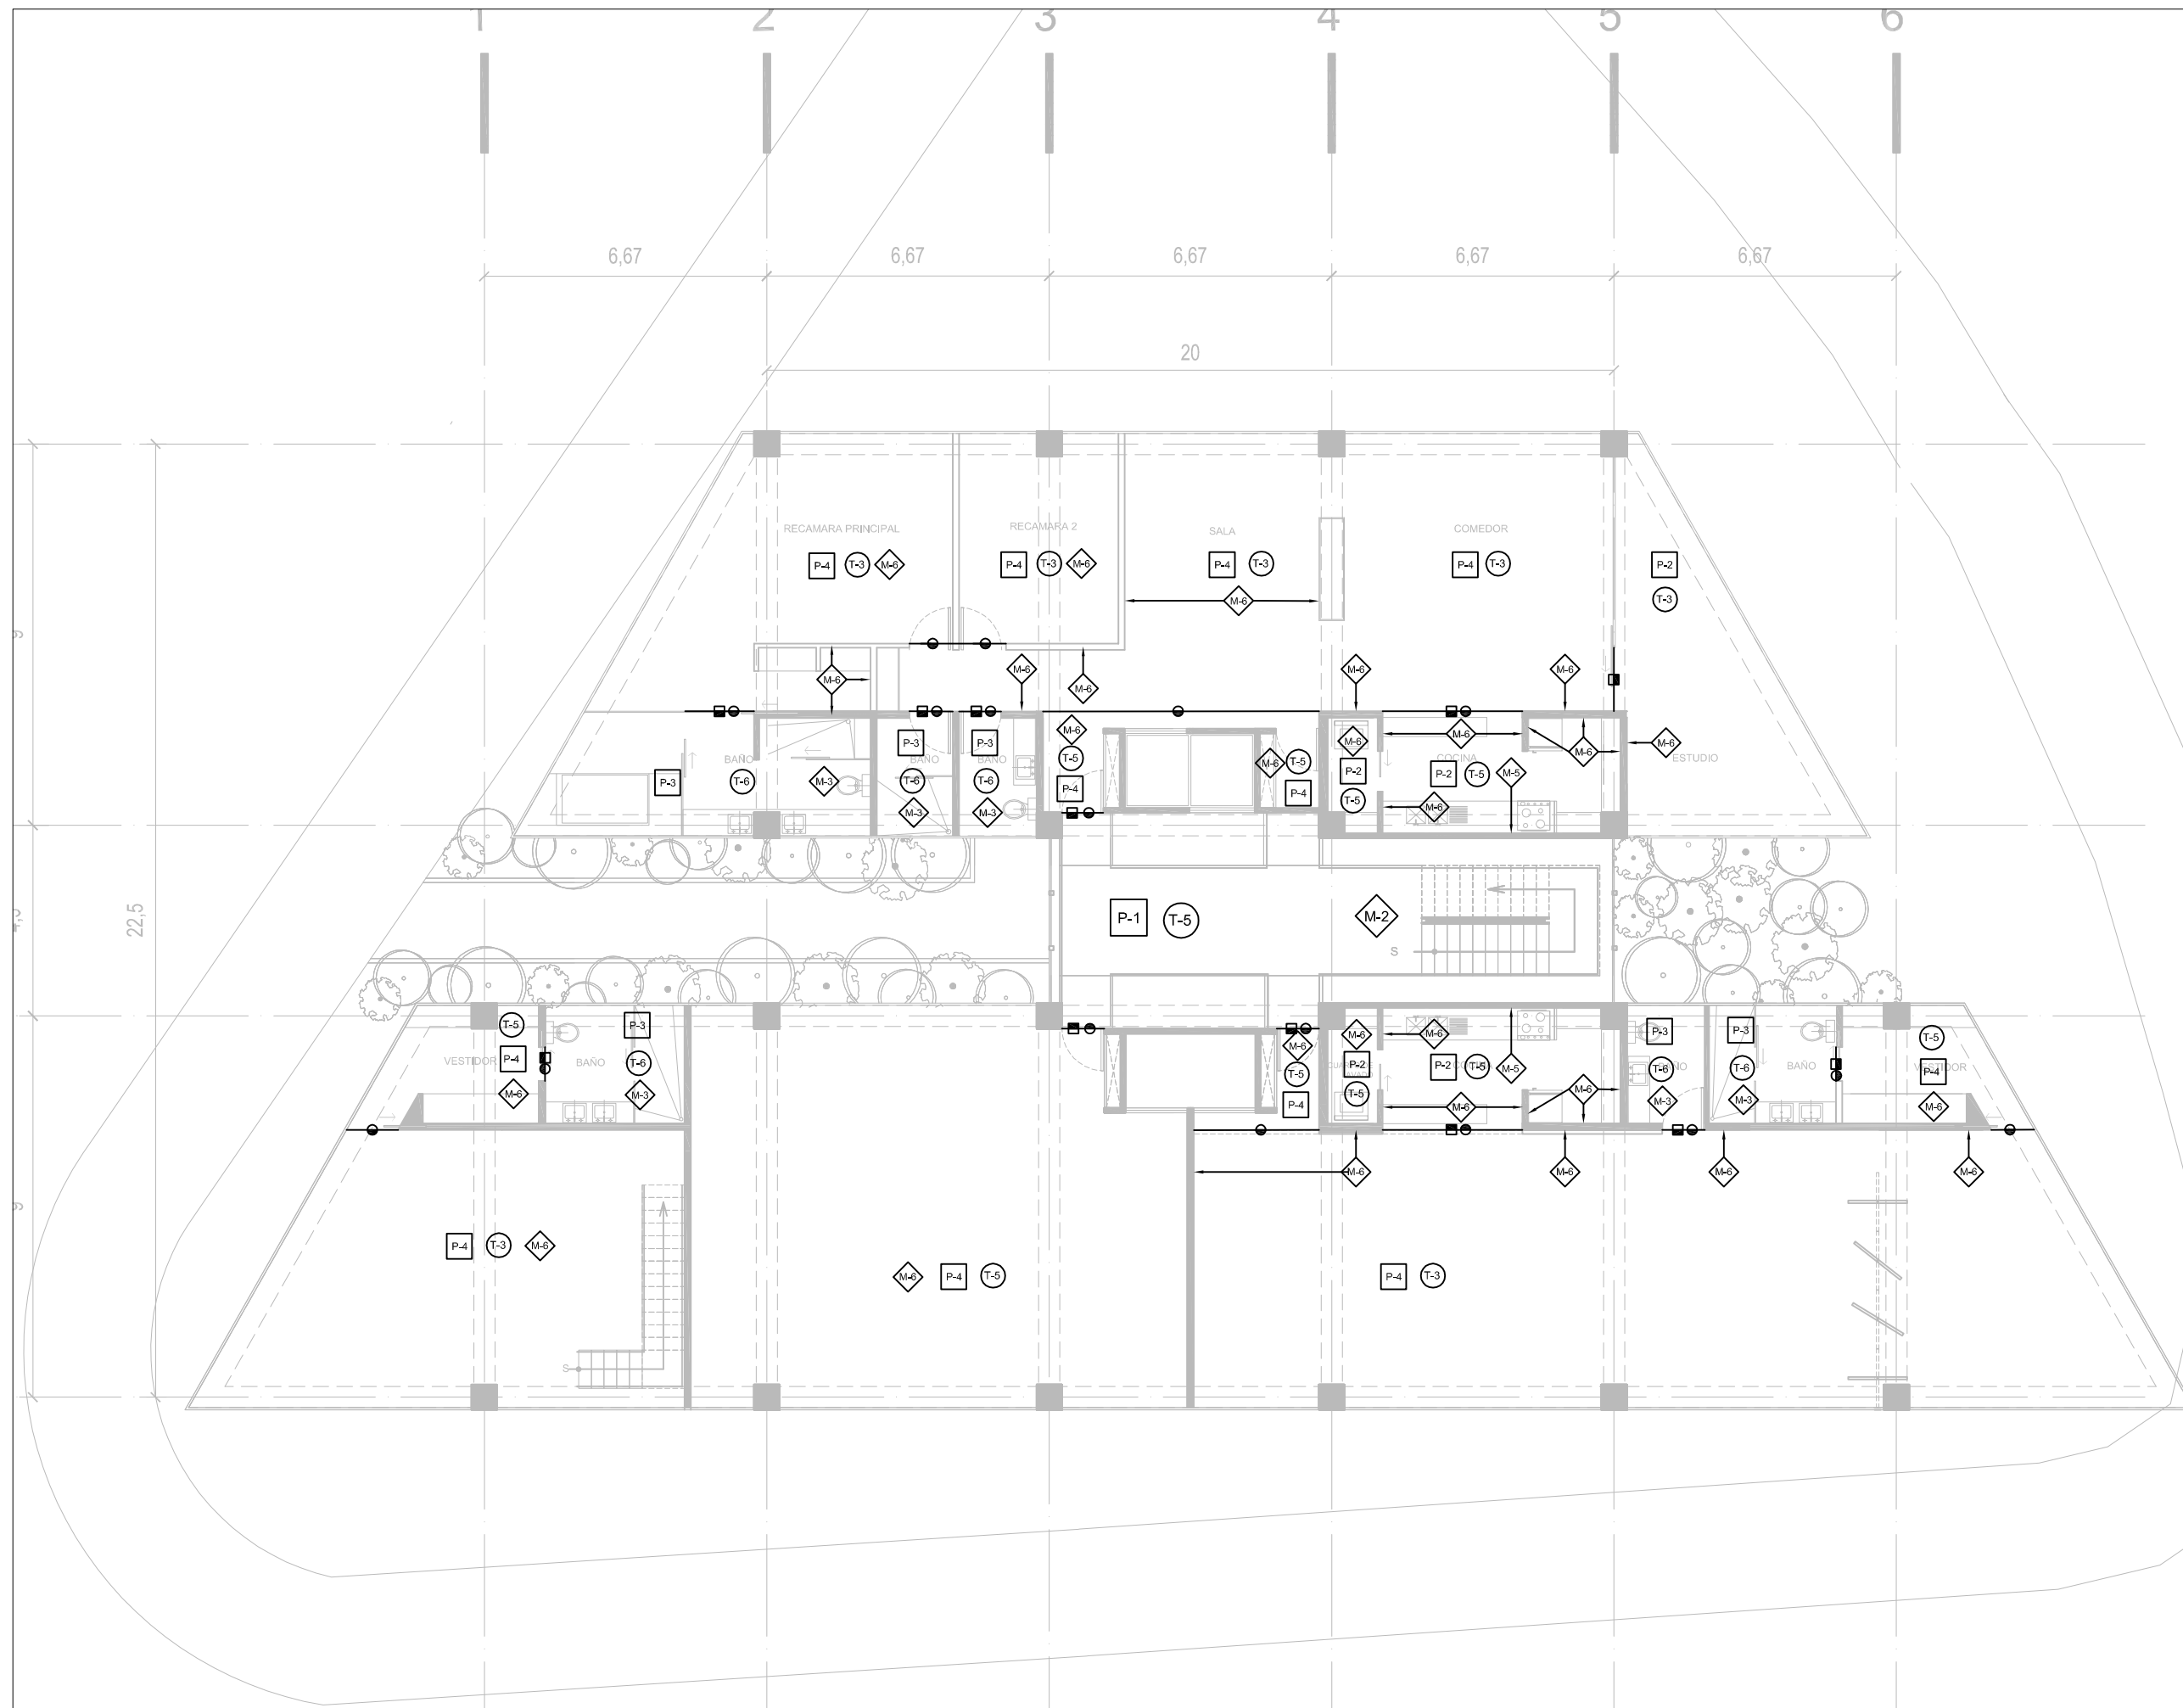 1 2 3 4 5 6
6,67 6,67 6,67 6,67 6,67
20
RECAMARA PRINCIPAL RECAMARA 2 SALA COMEDOR
P-4 T-3 M-6 P-4 T-3 M-6 P-4 T-3 P-4 T-3 P-2
M-6 T-3
9
M-6 M-6 M-6 M-6 M-6
M-6 M-6 M-6 M-6
P-3 P-3 M-6
BAÑO BAÑO BAÑO T-5 M-6 T-5 COCINA ESTUDIO
P-3 T-6 M-3 T-6 T-6 P-4 P-4 P-2 P-2 T-5 M-5
M-3 M-3 T-5 M-6
22,5
P-1 T-5 M-2
S
T-5 P-3 M-6 M-6 M-6 P-3 P-3 T-5
VESTIDOR P-4 BAÑO T-6 T-5 P-2 P-2 T-5 M-5 T-6 T-6 BAÑO P-4 VESTIDOR
M-6 M-3 P-4 T-5 M-6 M-6 M-3 M-3 M-6
M-6 M-6 M-6 M-6
9
P-4 T-3 M-6
M-6 P-4 T-5 P-4 T-3
S